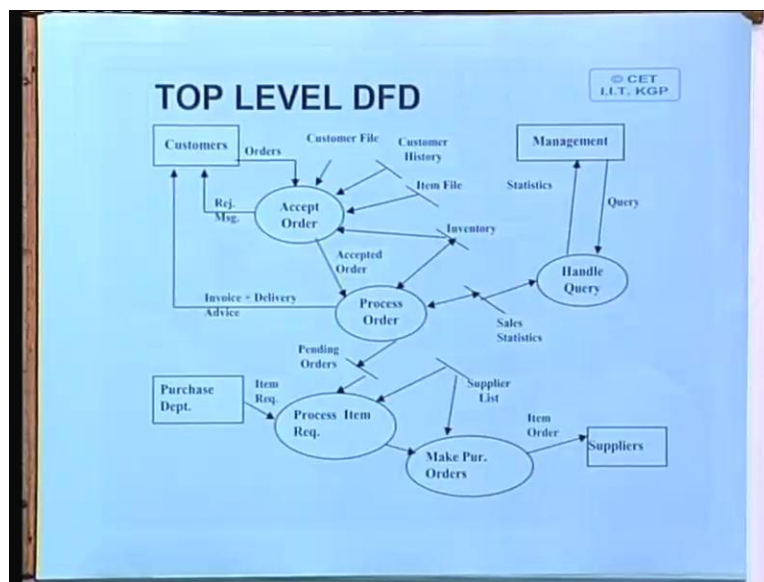 TOP LEVEL DFD
© CET
I.I.T. KGP
Customers
Orders
Customer File
Customer
History
Management
Item File
Statistics
Query
Rej.
Msg.
Accept
Order
Inventory
Accepted
Order
Handle
Query
Invoice + Delivery
Advice
Process
Order
Sales
Statistics
Pending
Orders
Purchase
Dept.
Item
Req.
Supplier
List
Process Item
Req.
Item
Order
Make Pur.
Orders
Suppliers